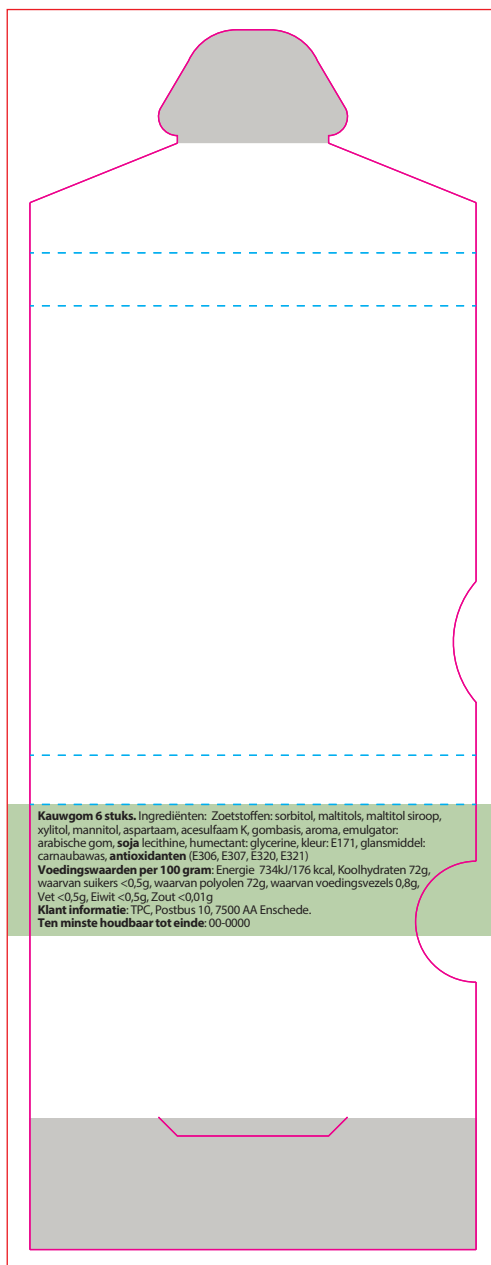 Kauwgom 6 stuks. Ingrediënten: Zoetstoffen: sorbitol, maltitols, maltitol siroop,
xylitol, mannitol, aspartaam, acesulfaam K, gombasis, aroma, emulgator:
arabische gom, soja lecithine, humectant: glycerine, kleur: E171, glansmiddel:
carnaubawas, antioxidanten (E306, E307, E320, E321)
Voedingswaarden per 100 gram: Energie 734kJ/176 kcal, Koolhydraten 72g,
waarvan suikers <0,5g, waarvan polyolen 72g, waarvan voedingsvezels 0,8g,
Vet <0,5g, Eiwit <0,5g, Zout <0,01g
Klant informatie: TPC, Postbus 10, 7500 AA Enschede.
Ten minste houdbaar tot einde: 00-0000